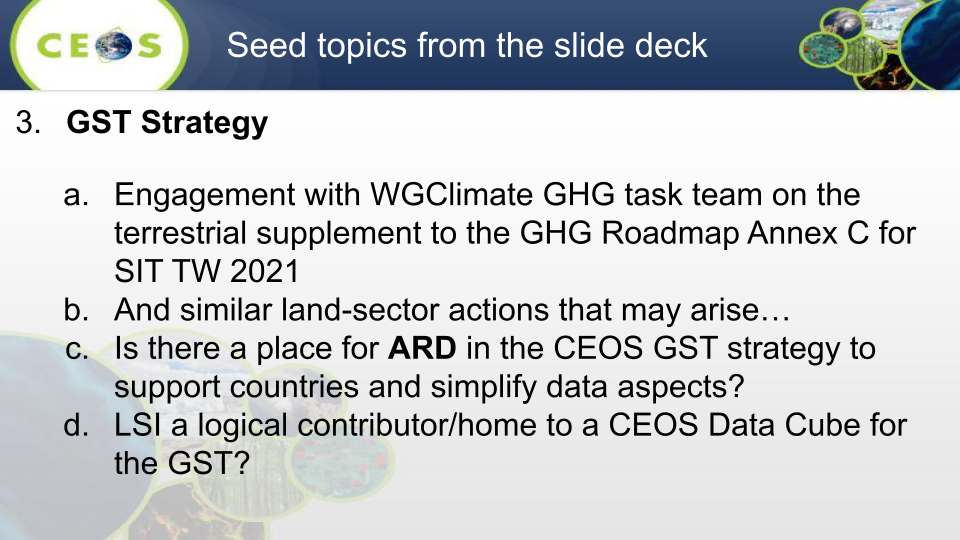 CEOS
Seed topics from the slide deck
3. GST Strategy
a. Engagement with WGClimate GHG task team on the
terrestrial supplement to the GHG Roadmap Annex C for
SIT TW 2021
b. And similar land-sector actions that may arise…
c. Is there a place for ARD in the CEOS GST strategy to
support countries and simplify data aspects?
d. LSI a logical contributor/home to a CEOS Data Cube for
the GST?